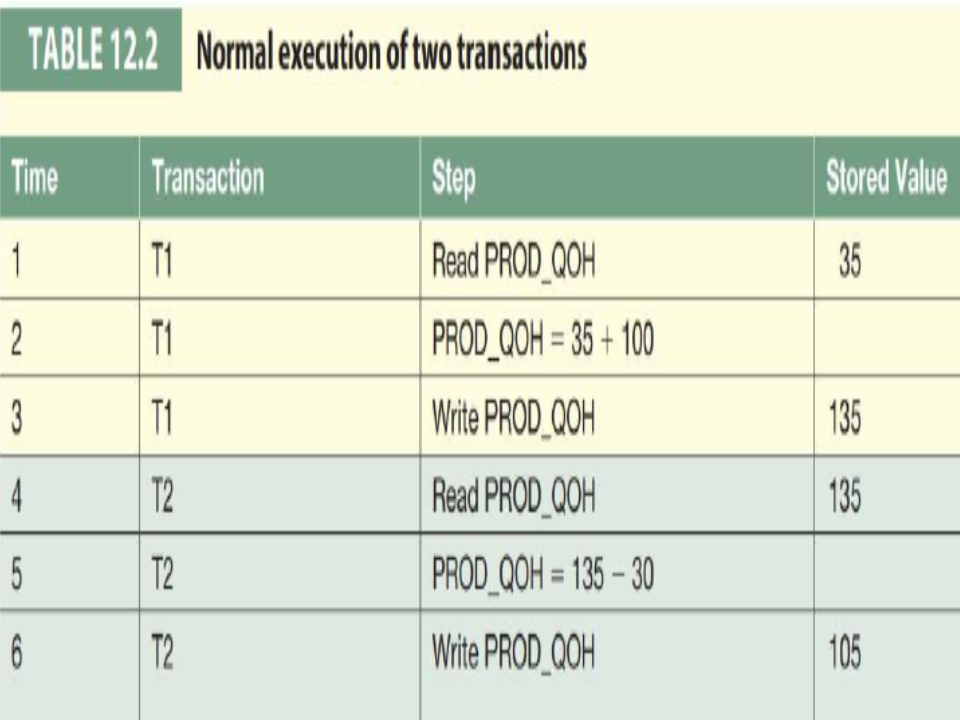 TABLE 12.2 Normal execution of two transactions
Time Transaction Step Stored Value
1 T1 Read PROD_QOH 35
2 T1 PROD_QOH = 35 + 100
3 T1 Write PROD_QOH 135
4 T2 Read PROD_QOH 135
5 T2 PROD_QOH = 135 − 30
6 T2 Write PROD_QOH 105